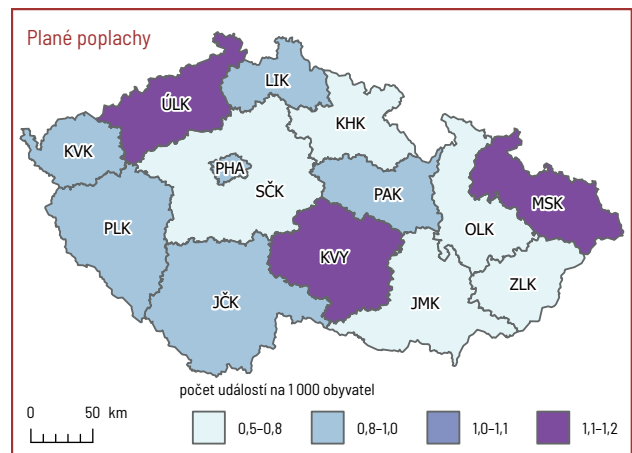 Plané poplachy
LIK
ÚLK
KHK
KVK
PHA
SČK
PAK
MSK
PLK
OLK
KVY
ZLK
JČK
JMK
počet událostí na 1 000 obyvatel
0 50 km
0,5–0,8 0,8–1,0 1,0–1,1 1,1–1,2